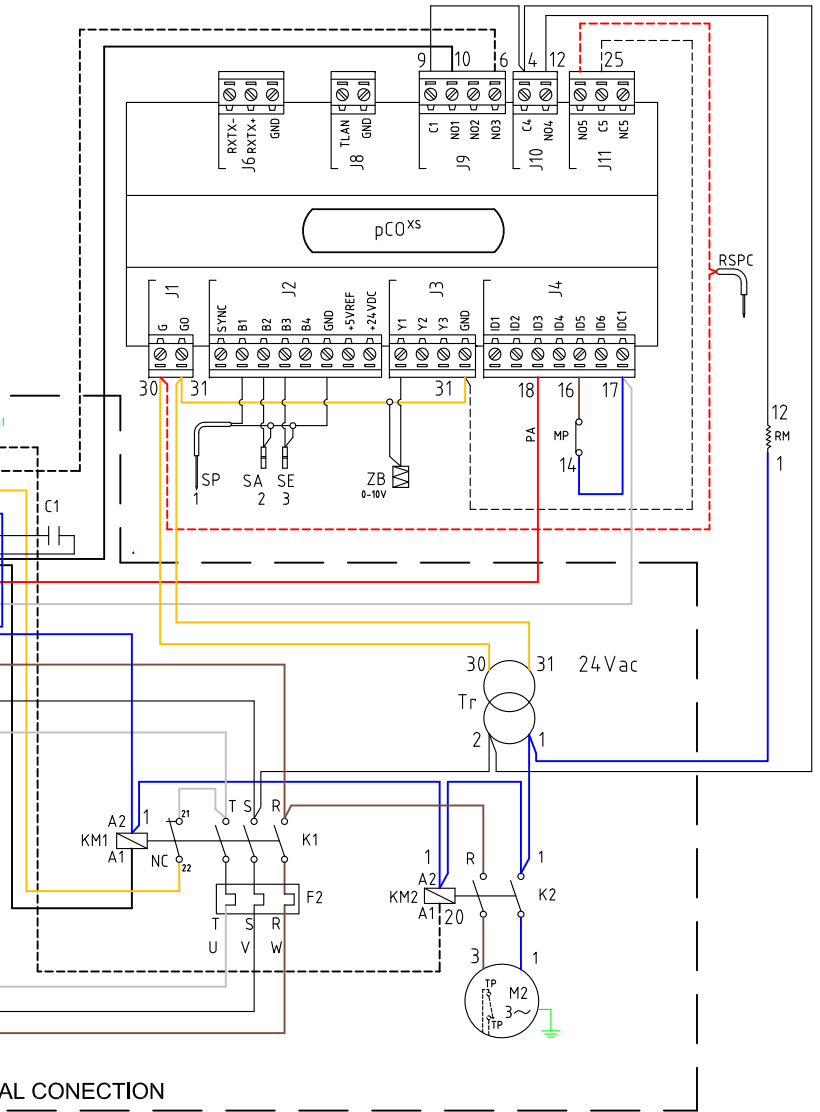 9 10 6 4 12 25
RXTX- RXTX+ GND
J6
TLAN GND
J8
C1 NO1 NO2 NO3
J9
C4 NO4
J10
NO5 C5 NC5
J11
pCOxs
RSPC
J1 J2 J3 J4
G G0
SYNC B1 B2 B3 B4 GND +5VREF +24VDC
Y1 Y2 Y3 GND
ID1 ID2 ID3 ID4 ID5 ID6 IDC1
30 31 31 18 16 17
12
RM
1
PA
MP
14
SP
1
SA
2
SE
3
ZB
0-10V
C1
30 31 24Vac
Tr
2 1
A2 1
KM1
A1
21
NC
22
T S R
K1
F2
T S R
U V W
1 R 1
A2
KM2
A1 20
K2
3 1
TP
M2
3~
TP
AL CONECTION